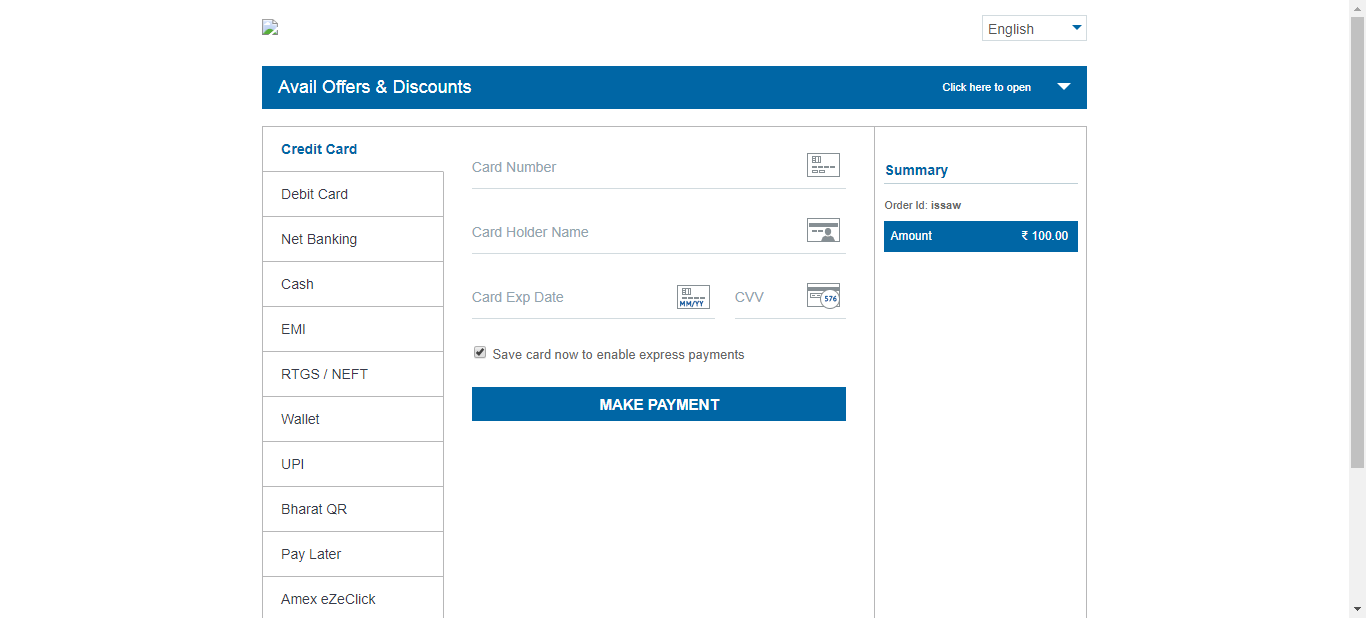 English
Avail Offers & Discounts
Click here to open
Credit Card
Debit Card
Net Banking
Cash
EMI
RTGS / NEFT
Wallet
UPI
Bharat QR
Pay Later
Amex eZeClick
Card Number
Card Holder Name
Card Exp Date
MM/YY
CVV
576
Save card now to enable express payments
MAKE PAYMENT
Summary
Order Id: issaw
Amount ₹ 100.00